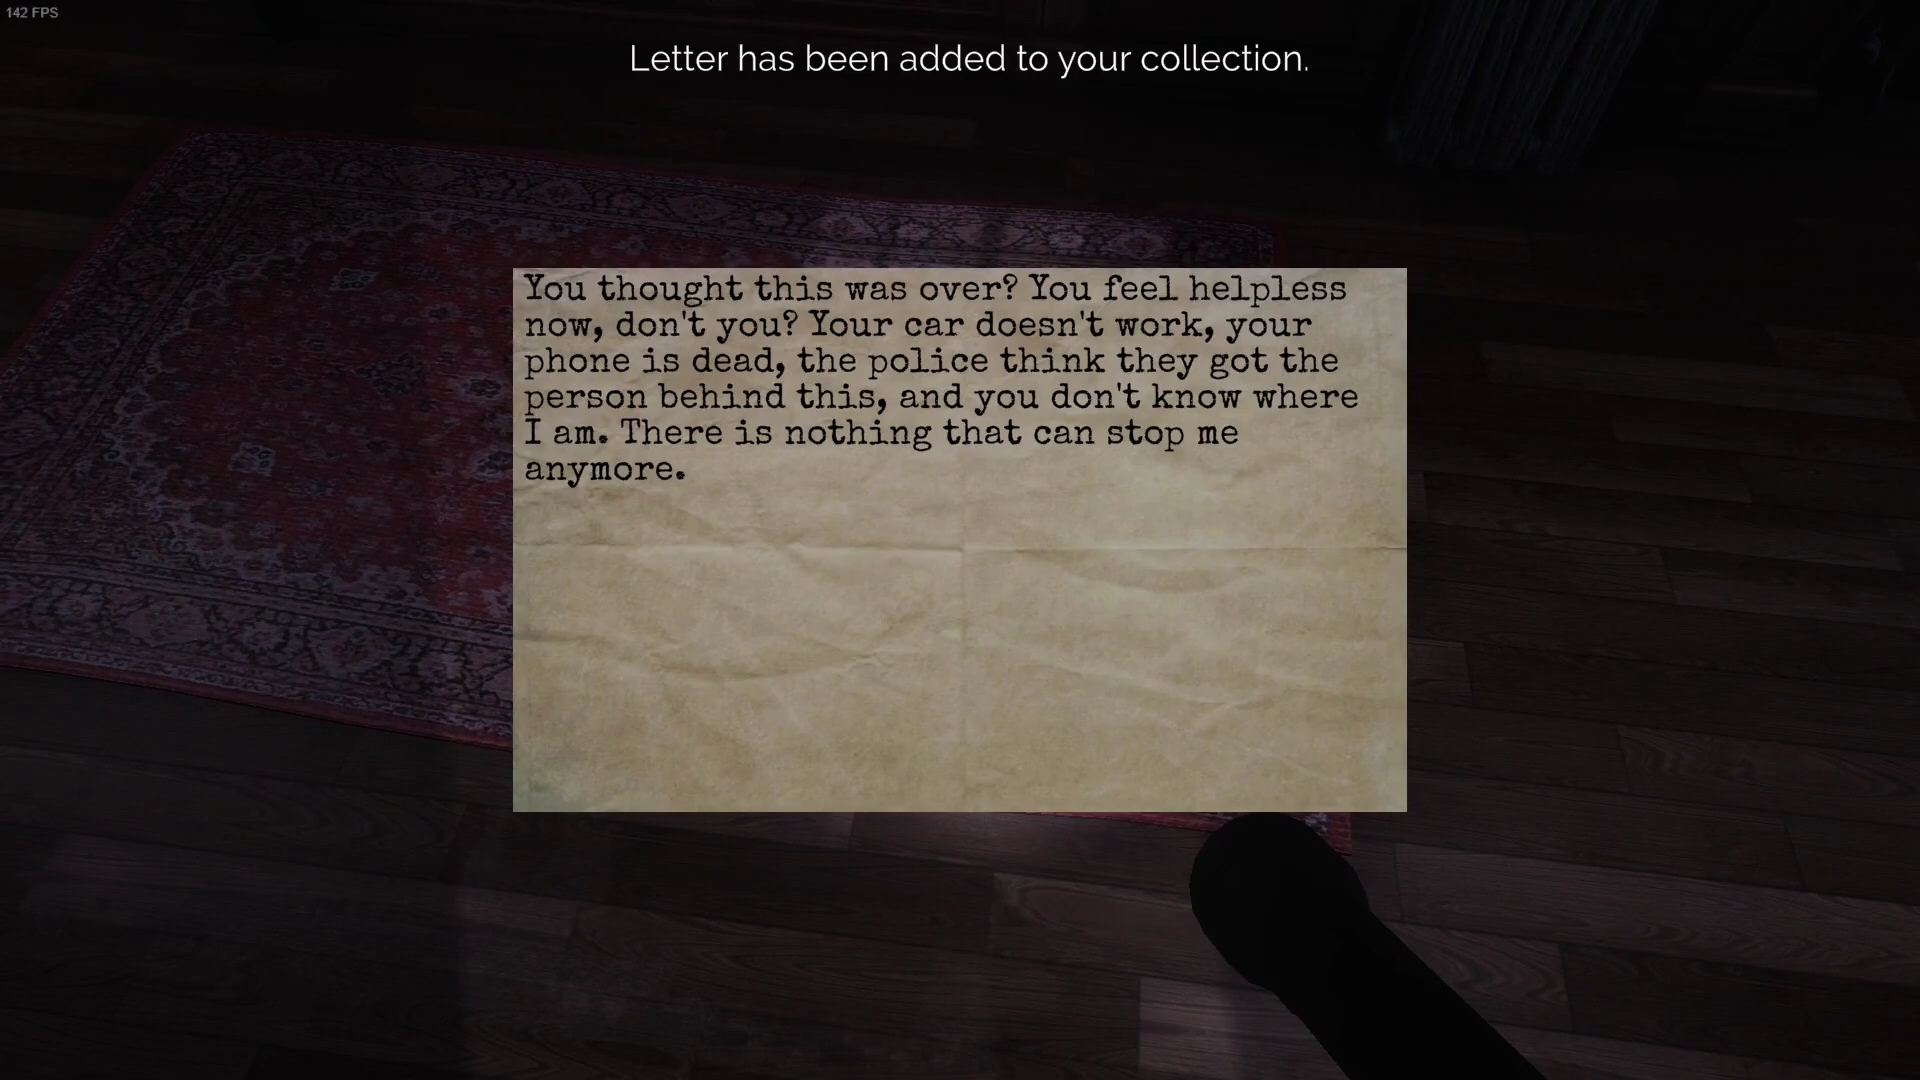 142 FPS
Letter has been added to your collection.
You thought this was over? You feel helpless
now, don't you? Your car doesn't work, your
phone is dead, the police think they got the
person behind this, and you don't know where
I am. There is nothing that can stop me
anymore.